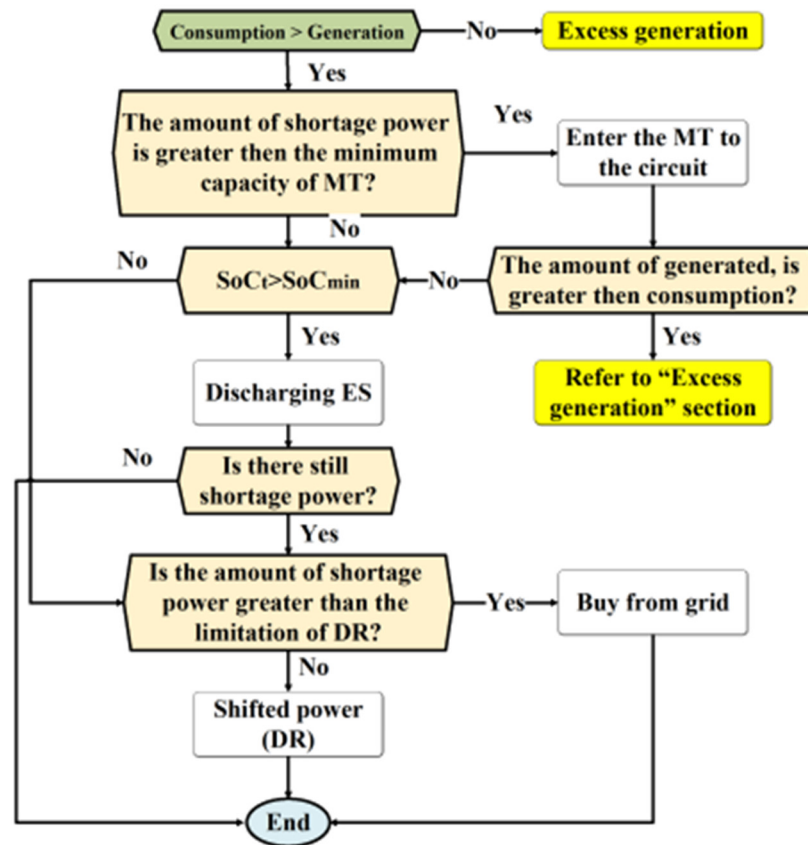 Consumption > Generation
No
Excess generation
Yes
The amount of shortage power
is greater then the minimum
capacity of MT?
Yes
Enter the MT to
the circuit
No
No
SoCt>SoCmin
No
The amount of generated, is
greater then consumption?
Yes
Yes
Discharging ES
Refer to “Excess
generation” section
No
Is there still
shortage power?
Yes
Is the amount of shortage
power greater than the
limitation of DR?
Yes
Buy from grid
No
Shifted power
(DR)
End